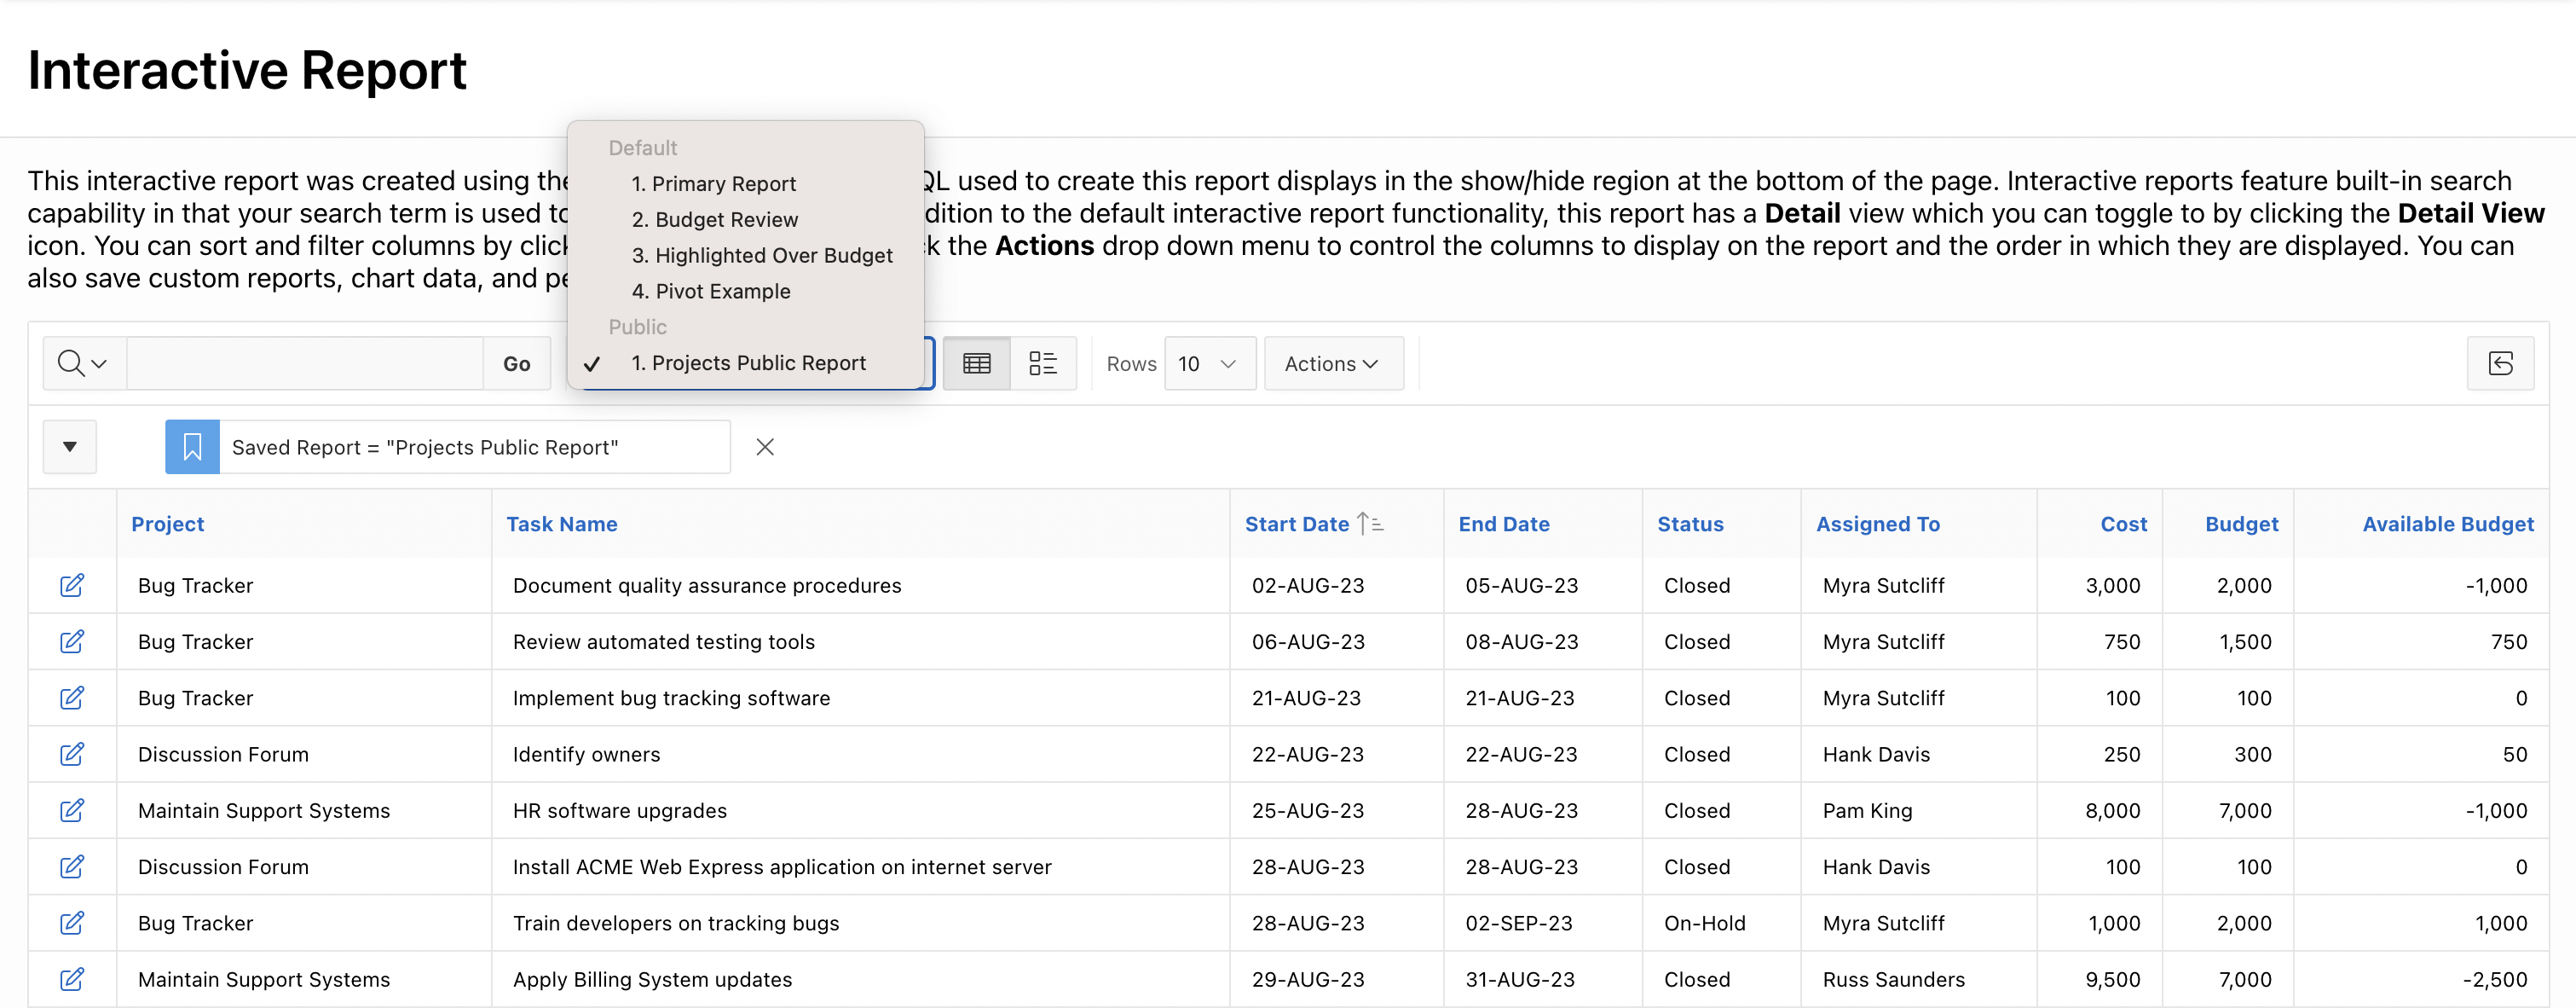 Interactive Report
Default
1. Primary Report
2. Budget Review
3. Highlighted Over Budget
4. Pivot Example
Public
✓ 1. Projects Public Report
This interactive report was created using the QL used to create this report displays in the show/hide region at the bottom of the page. Interactive reports feature built-in search
capability in that your search term is used to dition to the default interactive report functionality, this report has a Detail view which you can toggle to by clicking the Detail View
icon. You can sort and filter columns by click k the Actions drop down menu to control the columns to display on the report and the order in which they are displayed. You can
also save custom reports, chart data, and pe
Go Rows 10 Actions
Saved Report = "Projects Public Report"
Project Task Name Start Date End Date Status Assigned To Cost Budget Available Budget
Bug Tracker Document quality assurance procedures 02-AUG-23 05-AUG-23 Closed Myra Sutcliff 3,000 2,000 -1,000
Bug Tracker Review automated testing tools 06-AUG-23 08-AUG-23 Closed Myra Sutcliff 750 1,500 750
Bug Tracker Implement bug tracking software 21-AUG-23 21-AUG-23 Closed Myra Sutcliff 100 100 0
Discussion Forum Identify owners 22-AUG-23 22-AUG-23 Closed Hank Davis 250 300 50
Maintain Support Systems HR software upgrades 25-AUG-23 28-AUG-23 Closed Pam King 8,000 7,000 -1,000
Discussion Forum Install ACME Web Express application on internet server 28-AUG-23 28-AUG-23 Closed Hank Davis 100 100 0
Bug Tracker Train developers on tracking bugs 28-AUG-23 02-SEP-23 On-Hold Myra Sutcliff 1,000 2,000 1,000
Maintain Support Systems Apply Billing System updates 29-AUG-23 31-AUG-23 Closed Russ Saunders 9,500 7,000 -2,500